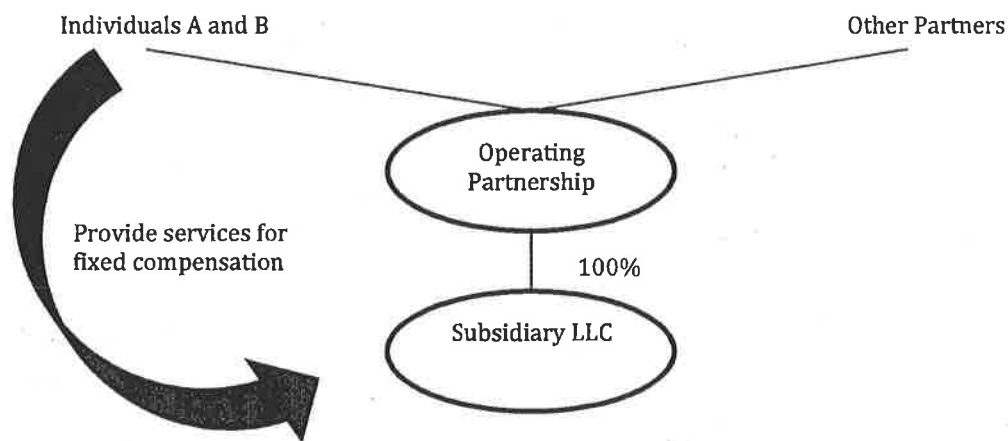 Individuals A and B
Other Partners
Operating
Partnership
Provide services for
fixed compensation
100%
Subsidiary LLC